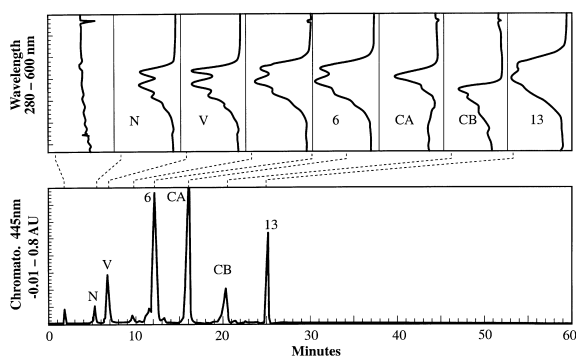 Wavelength
280 – 600 nm
N V 6 CA CB 13
Chromato. 445nm
-0.01 – 0.8 AU
6 CA
13
V
CB
N
0 10 20 30 40 50 60
Minutes